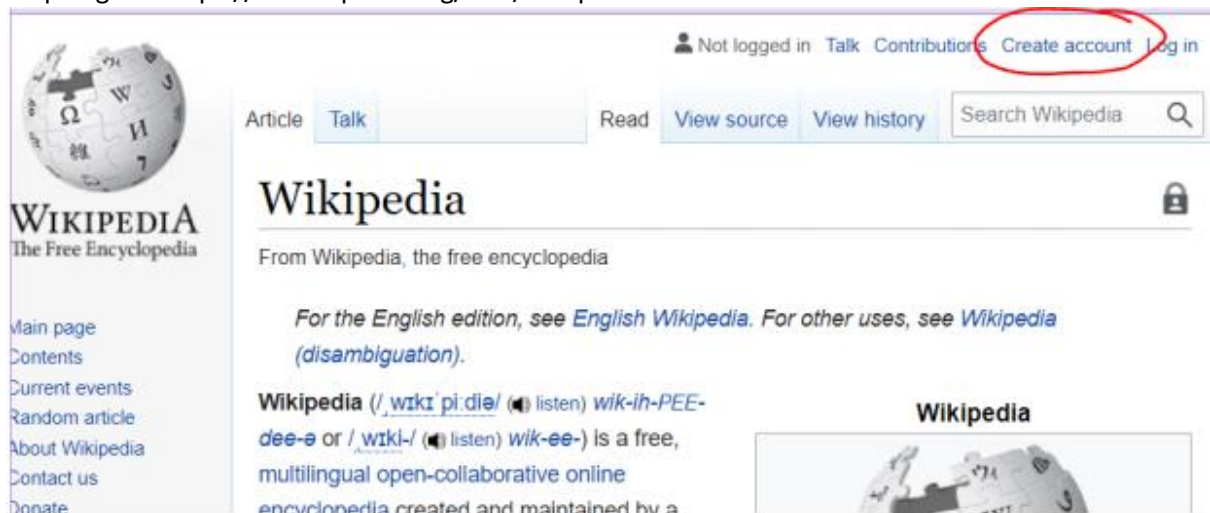 Not logged in Talk Contributions Create account Log in
Article Talk Read View source View history Search Wikipedia
WIKIPEDIA
The Free Encyclopedia
Main page
Contents
Current events
Random article
About Wikipedia
Contact us
Donate
Wikipedia
From Wikipedia, the free encyclopedia
For the English edition, see English Wikipedia. For other uses, see Wikipedia
(disambiguation).
Wikipedia (/ˌwɪkɪˈpiːdiə/ (listen) wik-ih-PEE-
dee-ə or /ˌwɪki-/ (listen) wik-ee-) is a free,
multilingual open-collaborative online
encyclopedia created and maintained by a
Wikipedia